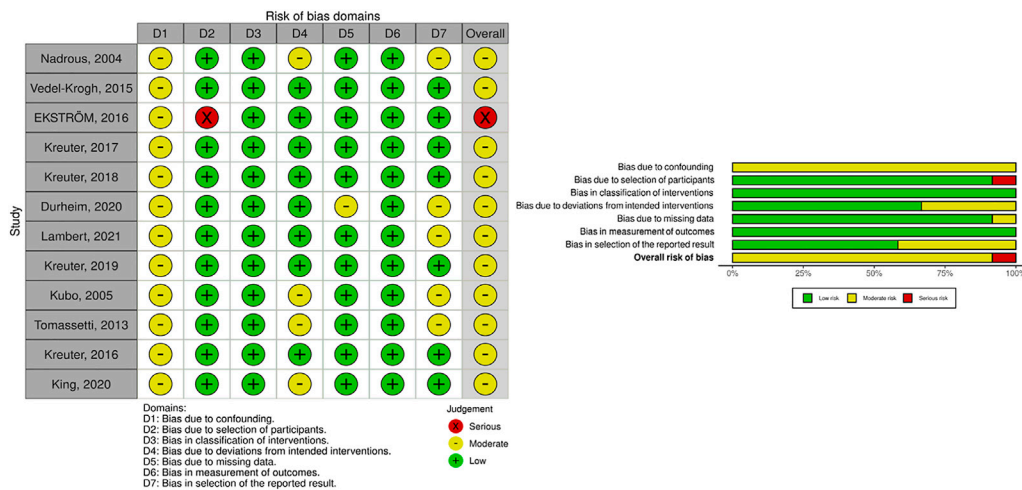 Risk of bias domains
D1 D2 D3 D4 D5 D6 D7 Overall
Study
Nadrous, 2004 - + + - + + - -
Vedel-Krogh, 2015 - + + + + + + -
EKSTRÖM, 2016 - X + + + + + X
Kreuter, 2017 - + + + + + + -
Kreuter, 2018 - + + + + + + -
Durheim, 2020 - + + + - + - -
Lambert, 2021 - + + + + + - -
Kreuter, 2019 - + + + + + + -
Kubo, 2005 - + + - + + - -
Tomassetti, 2013 - + + - + + - -
Kreuter, 2016 - + + + + + + -
King, 2020 - + + - + + + -
Domains:
D1: Bias due to confounding.
D2: Bias due to selection of participants.
D3: Bias in classification of interventions.
D4: Bias due to deviations from intended interventions.
D5: Bias due to missing data.
D6: Bias in measurement of outcomes.
D7: Bias in selection of the reported result.
Judgement
X Serious
- Moderate
+ Low
Bias due to confounding
Bias due to selection of participants
Bias in classification of interventions
Bias due to deviations from intended interventions
Bias due to missing data
Bias in measurement of outcomes
Bias in selection of the reported result
Overall risk of bias
0% 25% 50% 75% 100%
Low risk Moderate risk Serious risk